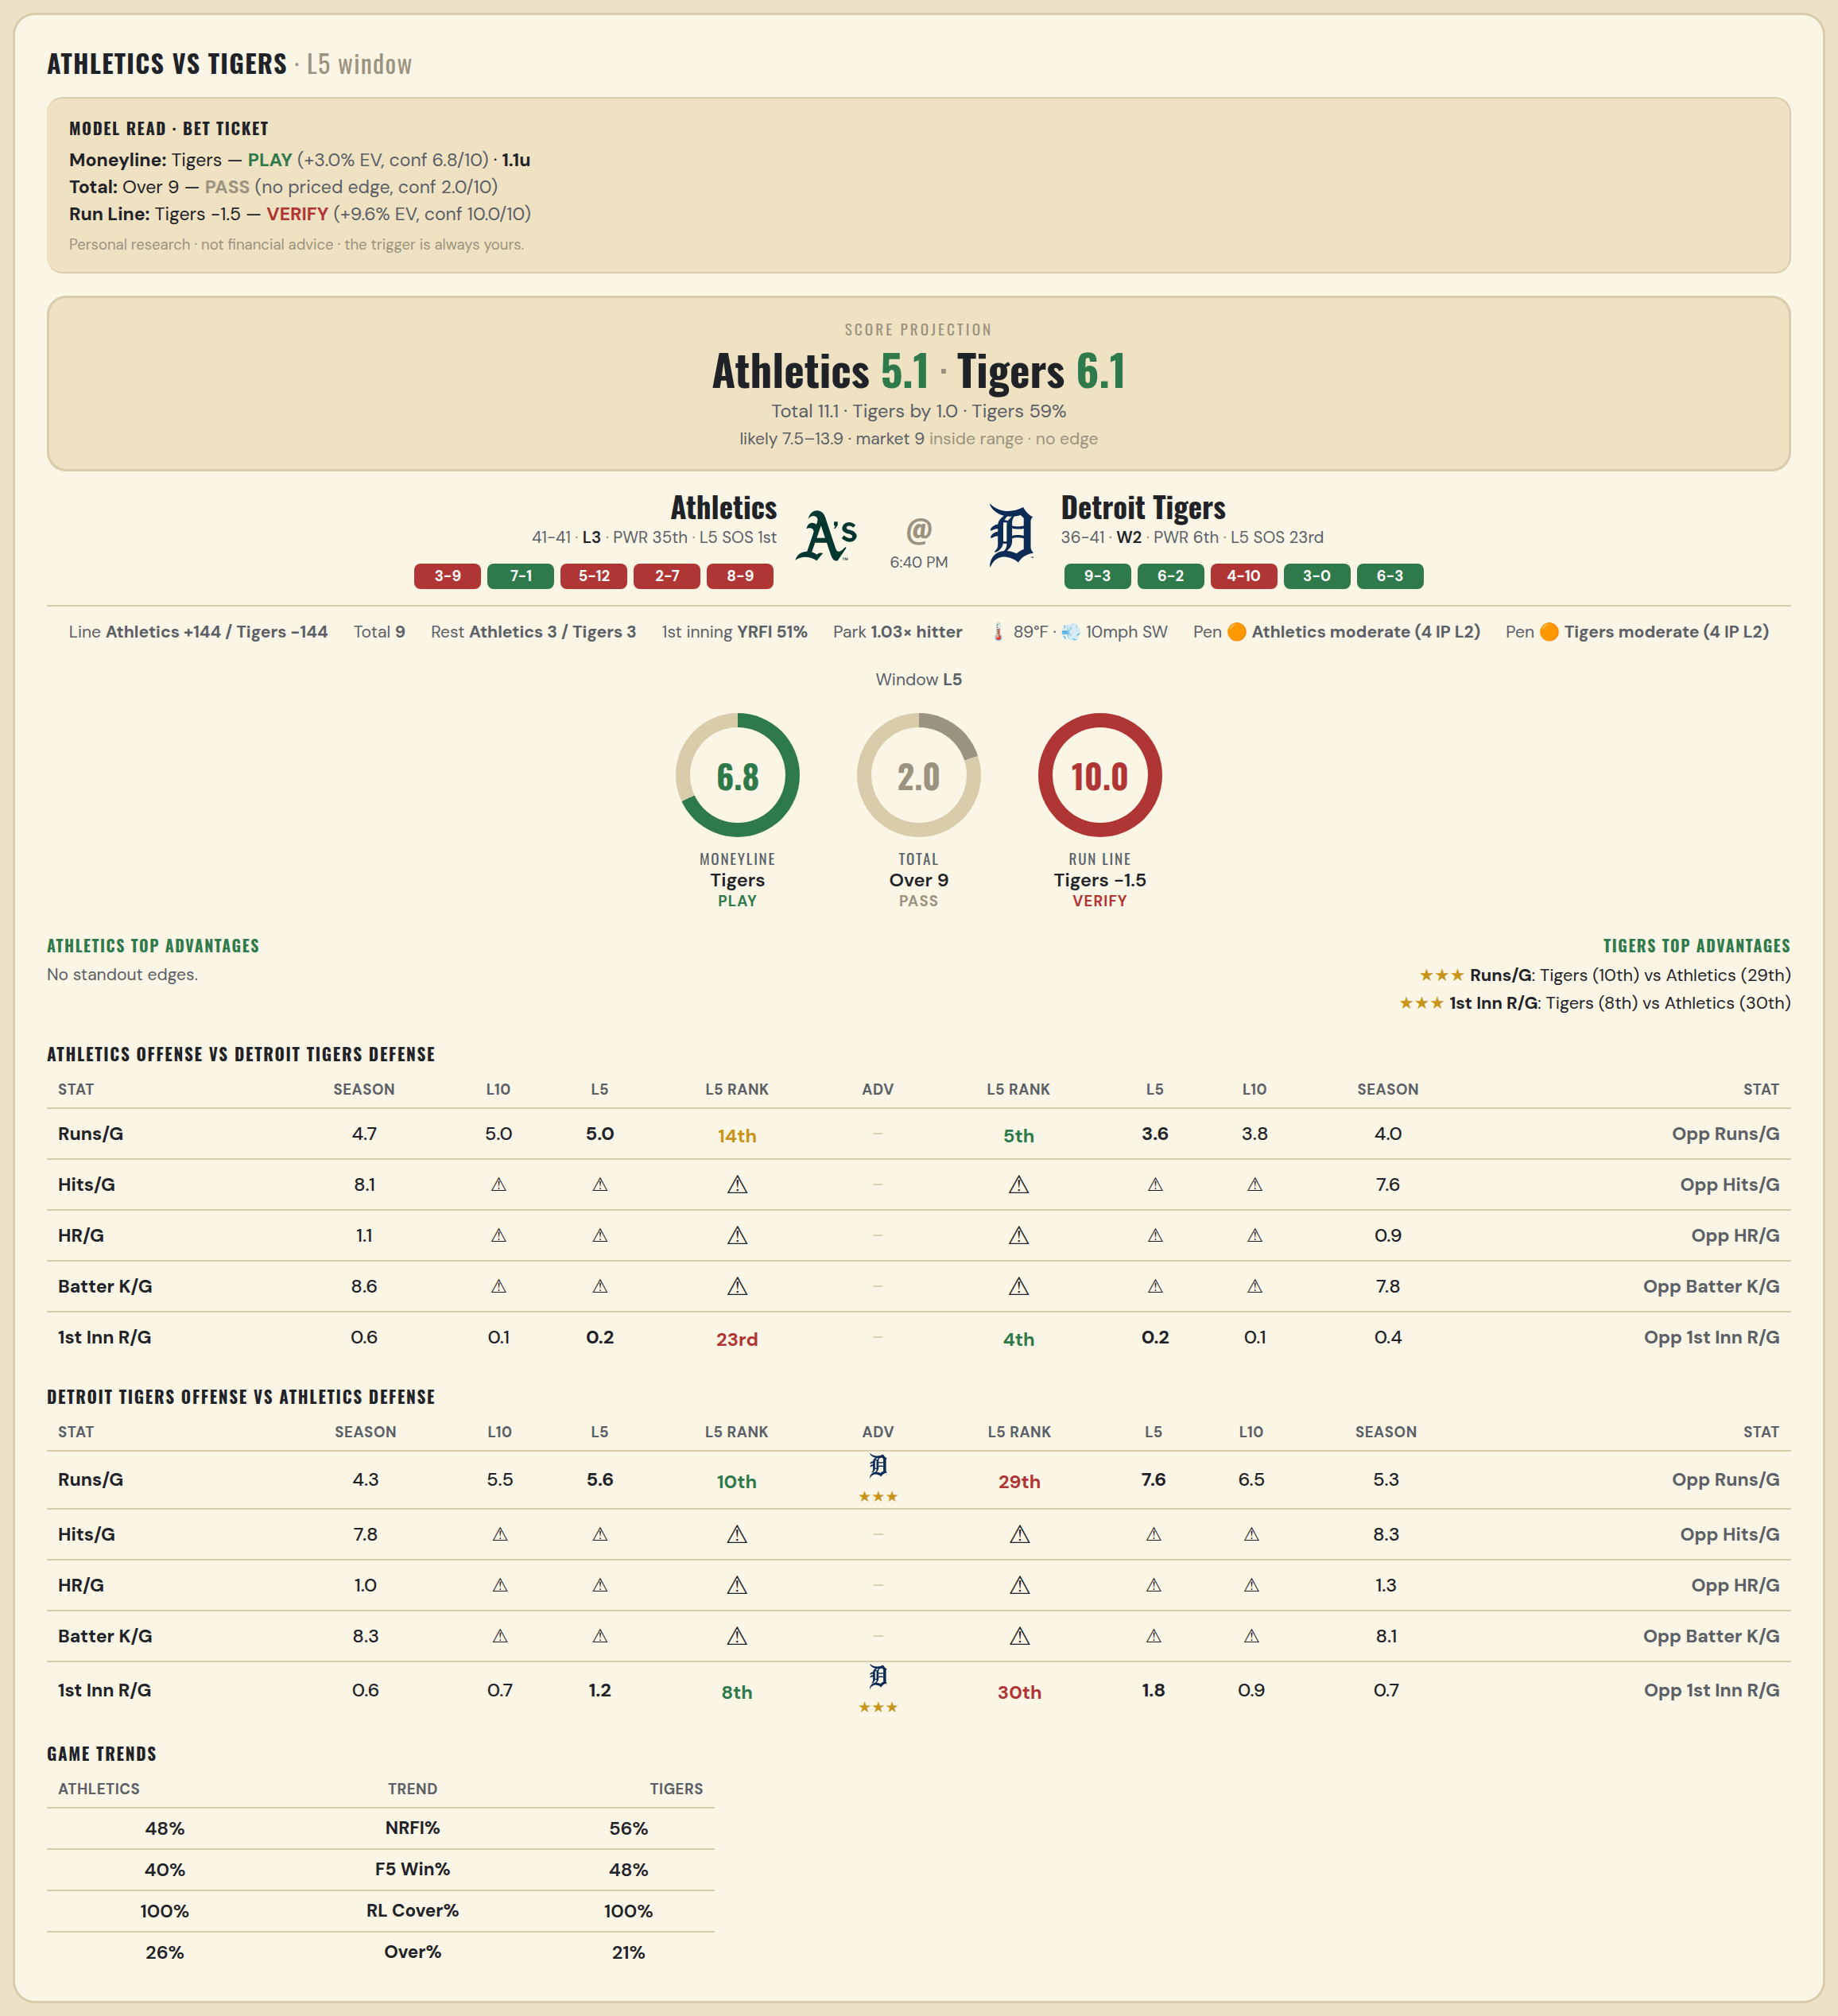 ATHLETICS VS TIGERS · L5 window
MODEL READ · BET TICKET
Moneyline: Tigers — PLAY (+3.0% EV, conf 6.8/10) · 1.1u
Total: Over 9 — PASS (no priced edge, conf 2.0/10)
Run Line: Tigers -1.5 — VERIFY (+9.6% EV, conf 10.0/10)
Personal research · not financial advice · the trigger is always yours.
SCORE PROJECTION
Athletics 5.1 · Tigers 6.1
Total 11.1 · Tigers by 1.0 · Tigers 59%
likely 7.5–13.9 · market 9 inside range · no edge
Athletics
41-41 · L3 · PWR 35th · L5 SOS 1st
3-9 7-1 5-12 2-7 8-9
A's
@
6:40 PM
Detroit Tigers
36-41 · W2 · PWR 6th · L5 SOS 23rd
9-3 6-2 4-10 3-0 6-3
Line Athletics +144 / Tigers -144 Total 9 Rest Athletics 3 / Tigers 3 1st inning YRFI 51% Park 1.03× hitter 🌡️ 89°F · 💨 10mph SW Pen 🟠 Athletics moderate (4 IP L2) Pen 🟠 Tigers moderate (4 IP L2)
Window L5
6.8 2.0 10.0
MONEYLINE TOTAL RUN LINE
Tigers Over 9 Tigers -1.5
PLAY PASS VERIFY
ATHLETICS TOP ADVANTAGES
No standout edges.
TIGERS TOP ADVANTAGES
★★★ Runs/G: Tigers (10th) vs Athletics (29th)
★★★ 1st Inn R/G: Tigers (8th) vs Athletics (30th)
ATHLETICS OFFENSE VS DETROIT TIGERS DEFENSE
STAT SEASON L10 L5 L5 RANK ADV L5 RANK L5 L10 SEASON STAT
Runs/G 4.7 5.0 5.0 14th – 5th 3.6 3.8 4.0 Opp Runs/G
Hits/G 8.1 ⚠ ⚠ ⚠ – ⚠ ⚠ ⚠ 7.6 Opp Hits/G
HR/G 1.1 ⚠ ⚠ ⚠ – ⚠ ⚠ ⚠ 0.9 Opp HR/G
Batter K/G 8.6 ⚠ ⚠ ⚠ – ⚠ ⚠ ⚠ 7.8 Opp Batter K/G
1st Inn R/G 0.6 0.1 0.2 23rd – 4th 0.2 0.1 0.4 Opp 1st Inn R/G
DETROIT TIGERS OFFENSE VS ATHLETICS DEFENSE
STAT SEASON L10 L5 L5 RANK ADV L5 RANK L5 L10 SEASON STAT
Runs/G 4.3 5.5 5.6 10th ★★★ 29th 7.6 6.5 5.3 Opp Runs/G
Hits/G 7.8 ⚠ ⚠ ⚠ – ⚠ ⚠ ⚠ 8.3 Opp Hits/G
HR/G 1.0 ⚠ ⚠ ⚠ – ⚠ ⚠ ⚠ 1.3 Opp HR/G
Batter K/G 8.3 ⚠ ⚠ ⚠ – ⚠ ⚠ ⚠ 8.1 Opp Batter K/G
1st Inn R/G 0.6 0.7 1.2 8th ★★★ 30th 1.8 0.9 0.7 Opp 1st Inn R/G
GAME TRENDS
ATHLETICS TREND TIGERS
48% NRFI% 56%
40% F5 Win% 48%
100% RL Cover% 100%
26% Over% 21%